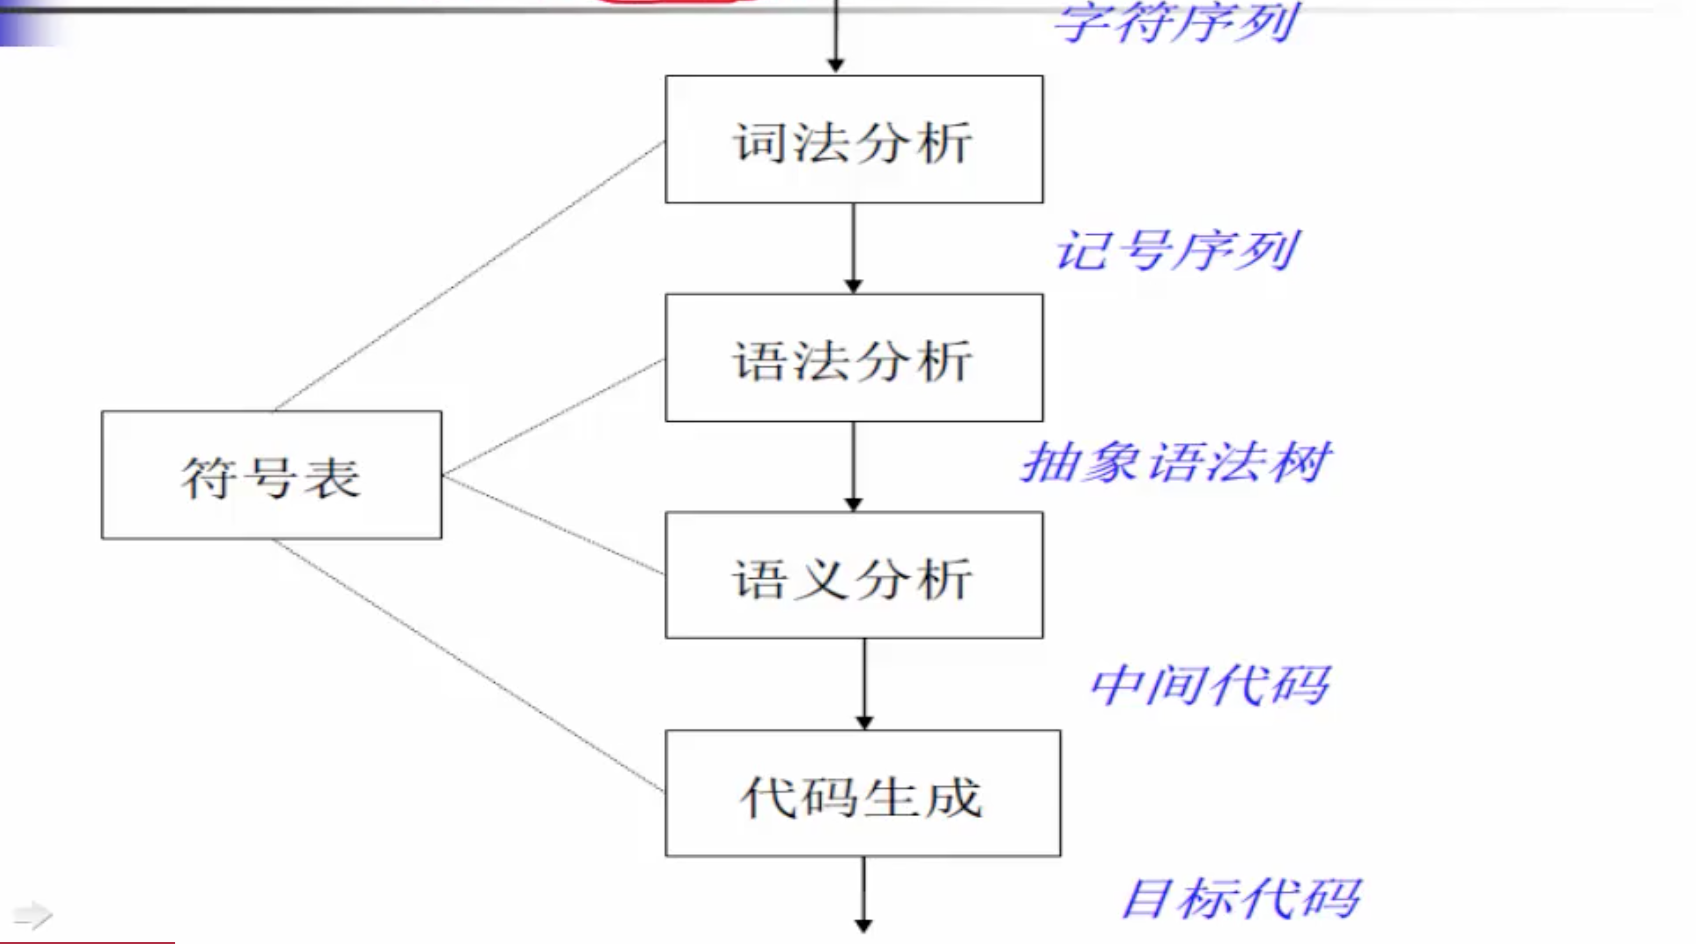 字符序列
词法分析
记号序列
语法分析
抽象语法树
符号表
语义分析
中间代码
代码生成
目标代码